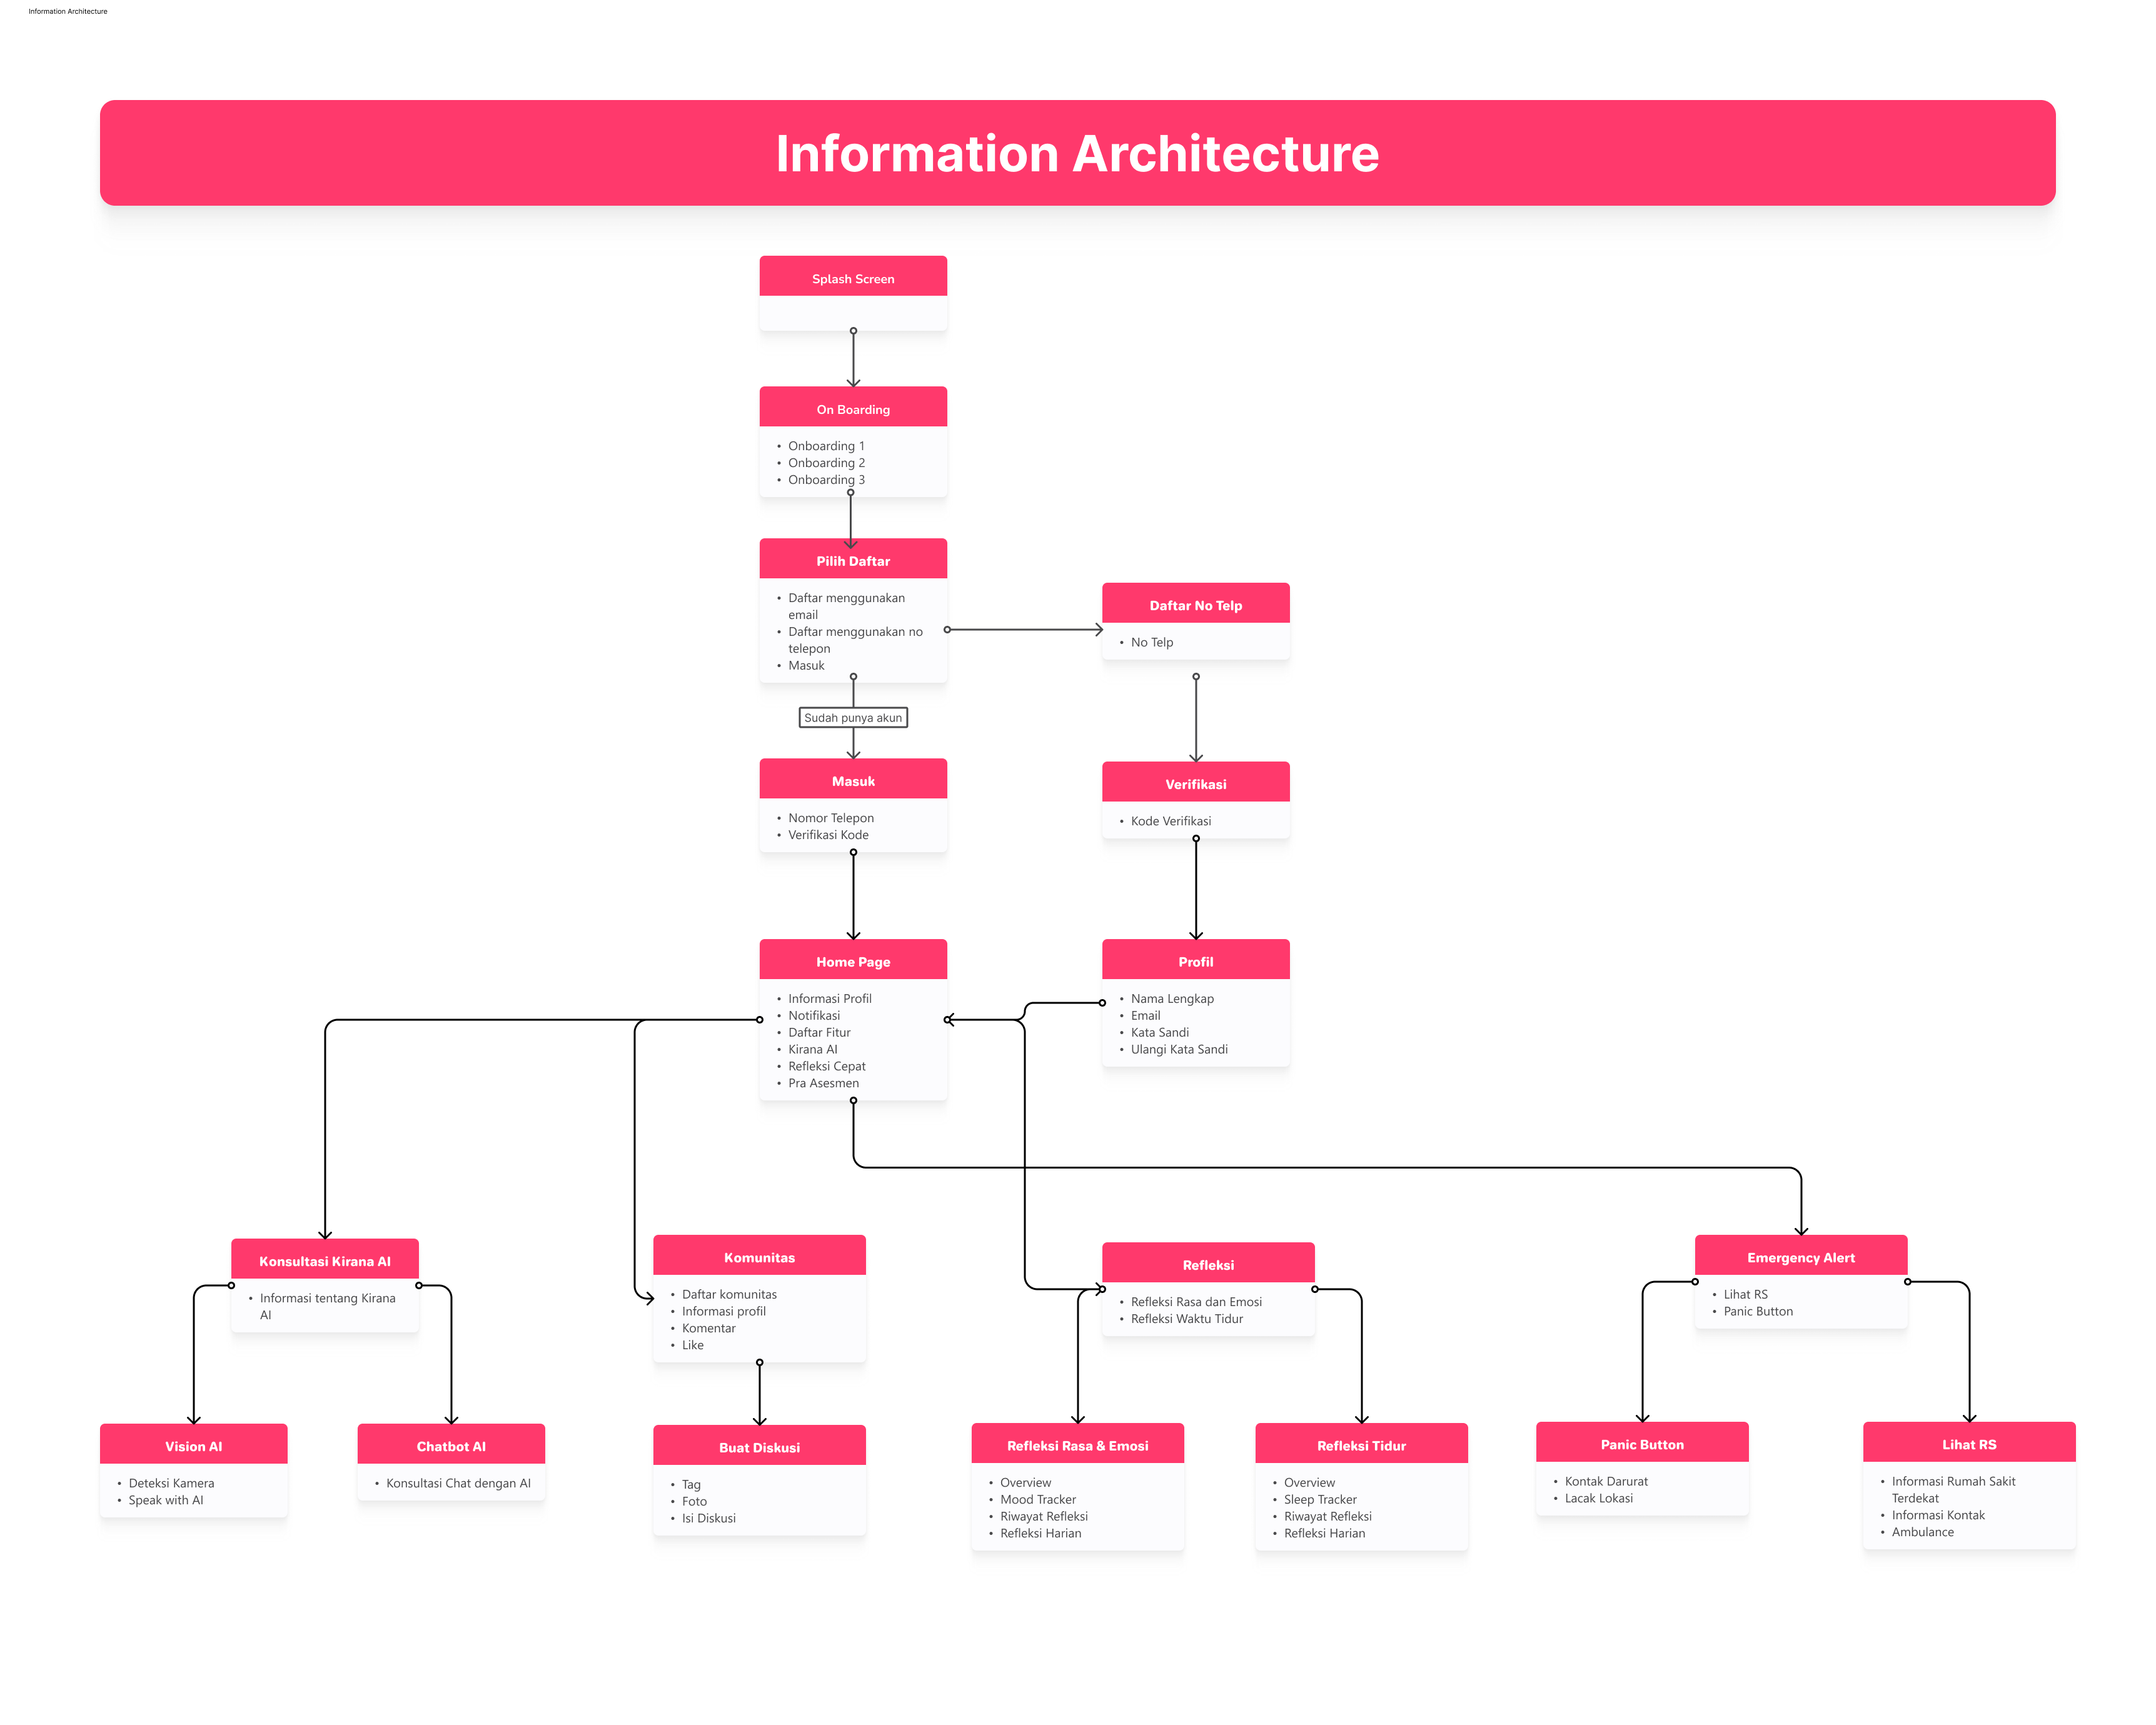 Information Architecture
Information Architecture
Splash Screen
On Boarding
• Onboarding 1
• Onboarding 2
• Onboarding 3
Pilih Daftar
• Daftar menggunakan
email
• Daftar menggunakan no
telepon
• Masuk
Daftar No Telp
• No Telp
Sudah punya akun
Masuk
• Nomor Telepon
• Verifikasi Kode
Verifikasi
• Kode Verifikasi
Home Page
• Informasi Profil
• Notifikasi
• Daftar Fitur
• Kirana AI
• Refleksi Cepat
• Pra Asesmen
Profil
• Nama Lengkap
• Email
• Kata Sandi
• Ulangi Kata Sandi
Konsultasi Kirana AI
• Informasi tentang Kirana
AI
Komunitas
• Daftar komunitas
• Informasi profil
• Komentar
• Like
Refleksi
• Refleksi Rasa dan Emosi
• Refleksi Waktu Tidur
Emergency Alert
• Lihat RS
• Panic Button
Vision AI
• Deteksi Kamera
• Speak with AI
Chatbot AI
• Konsultasi Chat dengan AI
Buat Diskusi
• Tag
• Foto
• Isi Diskusi
Refleksi Rasa & Emosi
• Overview
• Mood Tracker
• Riwayat Refleksi
• Refleksi Harian
Refleksi Tidur
• Overview
• Sleep Tracker
• Riwayat Refleksi
• Refleksi Harian
Panic Button
• Kontak Darurat
• Lacak Lokasi
Lihat RS
• Informasi Rumah Sakit
Terdekat
• Informasi Kontak
• Ambulance